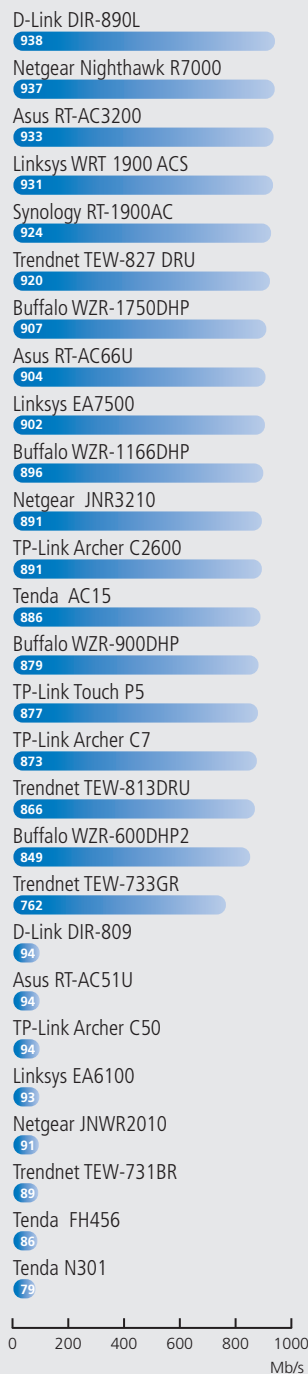 D-Link DIR-890L
938
Netgear Nighthawk R7000
937
Asus RT-AC3200
933
Linksys WRT 1900 ACS
931
Synology RT-1900AC
924
Trendnet TEW-827 DRU
920
Buffalo WZR-1750DHP
907
Asus RT-AC66U
904
Linksys EA7500
902
Buffalo WZR-1166DHP
896
Netgear JNR3210
891
TP-Link Archer C2600
891
Tenda AC15
886
Buffalo WZR-900DHP
879
TP-Link Touch P5
877
TP-Link Archer C7
873
Trendnet TEW-813DRU
866
Buffalo WZR-600DHP2
849
Trendnet TEW-733GR
762
D-Link DIR-809
94
Asus RT-AC51U
94
TP-Link Archer C50
94
Linksys EA6100
93
Netgear JNWR2010
91
Trendnet TEW-731BR
89
Tenda FH456
86
Tenda N301
79
0 200 400 600 800 1000
Mb/s